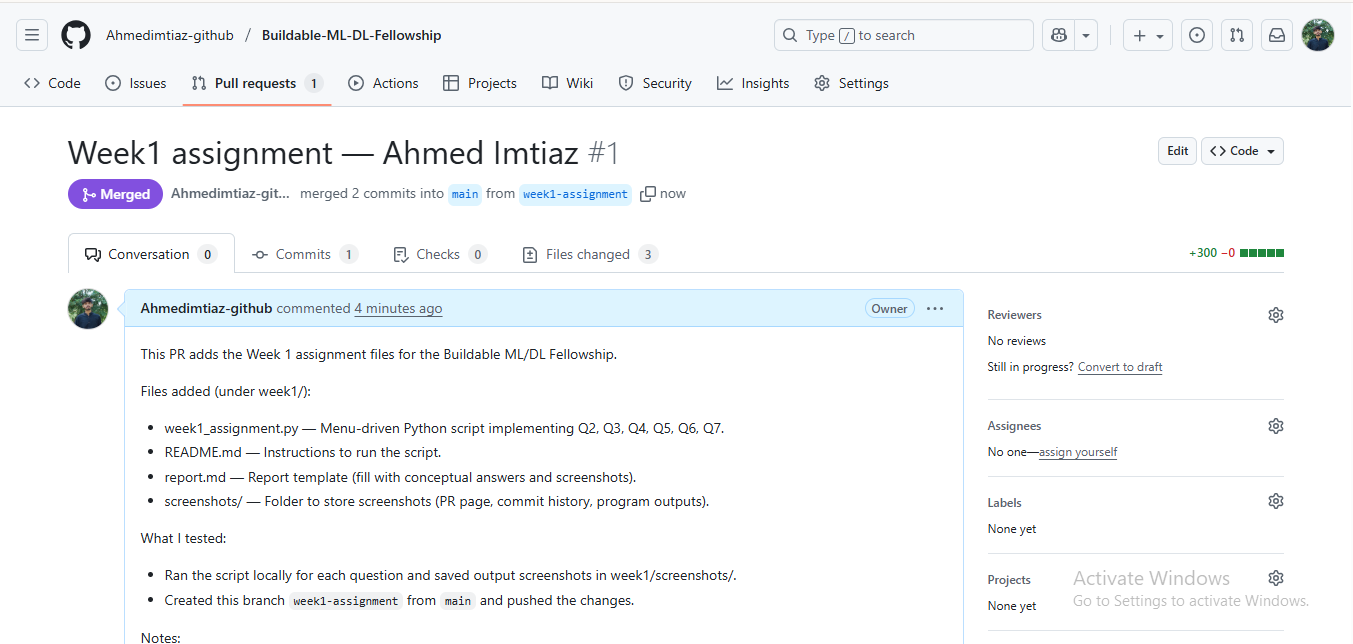 Ahmedimtiaz-github / Buildable-ML-DL-Fellowship
Type / to search
Code
Issues
Pull requests 1
Actions
Projects
Wiki
Security
Insights
Settings
Week1 assignment — Ahmed Imtiaz #1
Edit
Code
Merged
Ahmedimtiaz-git... merged 2 commits into main from week1-assignment now
Conversation 0
Commits 1
Checks 0
Files changed 3
+300 −0
Ahmedimtiaz-github commented 4 minutes ago
Owner
This PR adds the Week 1 assignment files for the Buildable ML/DL Fellowship.
Files added (under week1/):
week1_assignment.py — Menu-driven Python script implementing Q2, Q3, Q4, Q5, Q6, Q7.
README.md — Instructions to run the script.
report.md — Report template (fill with conceptual answers and screenshots).
screenshots/ — Folder to store screenshots (PR page, commit history, program outputs).
What I tested:
Ran the script locally for each question and saved output screenshots in week1/screenshots/.
Created this branch week1-assignment from main and pushed the changes.
Notes:
Reviewers
No reviews
Still in progress? Convert to draft
Assignees
No one—assign yourself
Labels
None yet
Projects
None yet
Activate Windows
Go to Settings to activate Windows.